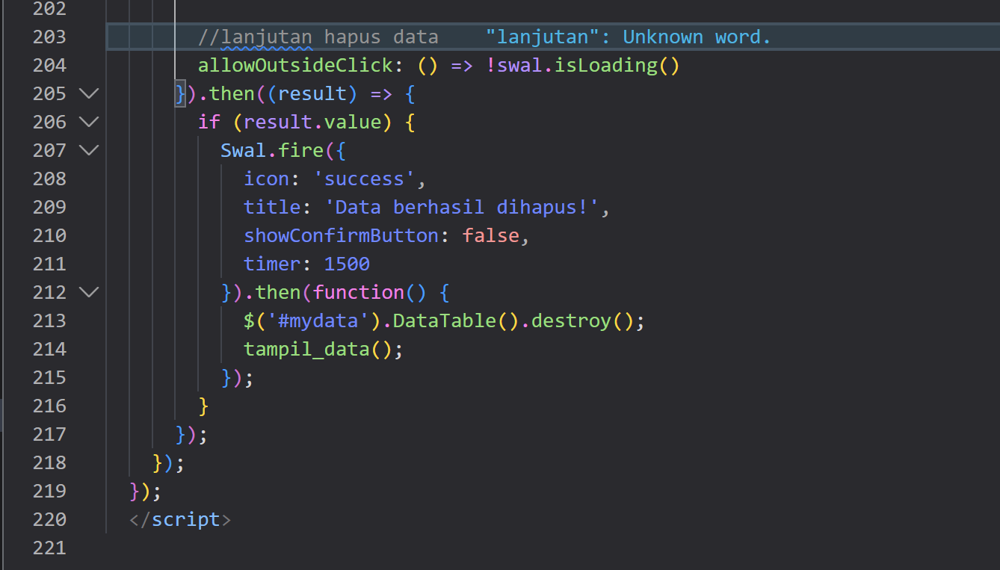 202
203 //lanjutan hapus data "lanjutan": Unknown word.
204 allowOutsideClick: () => !swal.isLoading()
205 }).then((result) => {
206 if (result.value) {
207 Swal.fire({
208 icon: 'success',
209 title: 'Data berhasil dihapus!',
210 showConfirmButton: false,
211 timer: 1500
212 }).then(function() {
213 $('#mydata').DataTable().destroy();
214 tampil_data();
215 });
216 }
217 });
218 });
219 });
220 </script>
221